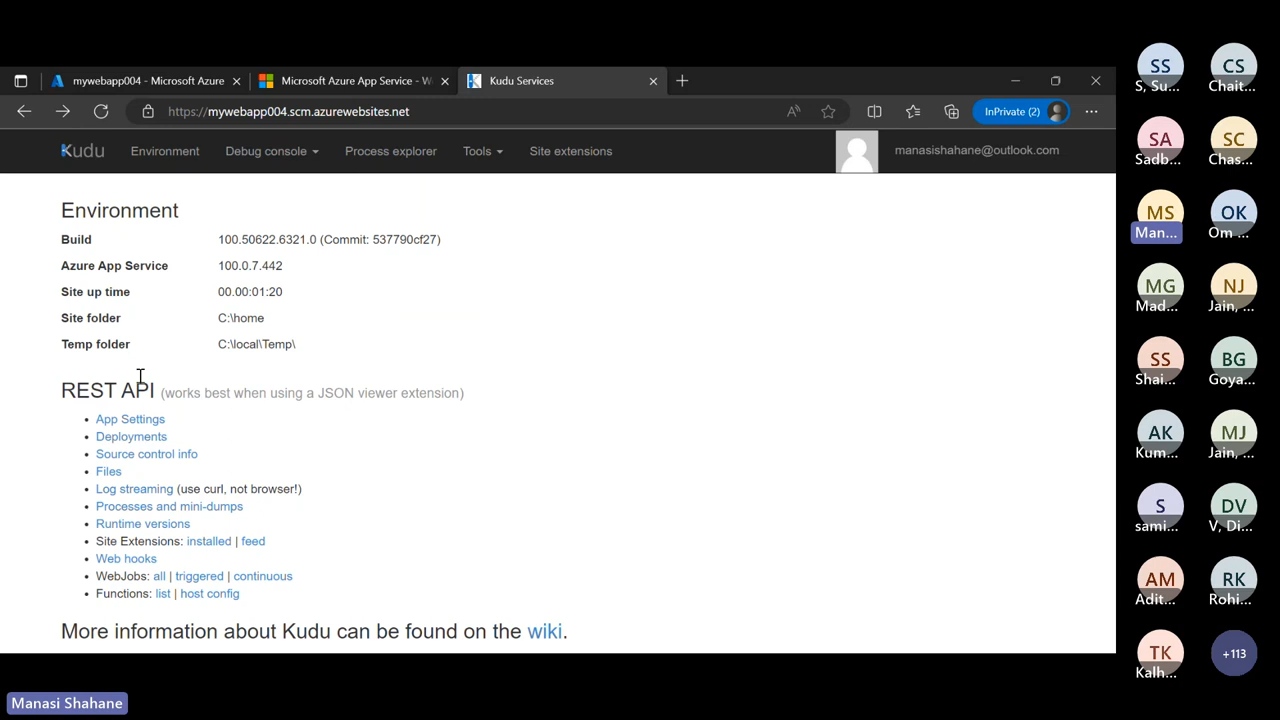 mywebapp004 - Microsoft Azure
Microsoft Azure App Service - W
Kudu Services
https://mywebapp004.scm.azurewebsites.net
InPrivate (2)
Kudu
Environment
Debug console
Process explorer
Tools
Site extensions
manasishahane@outlook.com
Environment
Build 100.50622.6321.0 (Commit: 537790cf27)
Azure App Service 100.0.7.442
Site up time 00.00:01:20
Site folder C:\home
Temp folder C:\local\Temp\
REST API (works best when using a JSON viewer extension)
• App Settings
• Deployments
• Source control info
• Files
• Log streaming (use curl, not browser!)
• Processes and mini-dumps
• Runtime versions
• Site Extensions: installed | feed
• Web hooks
• WebJobs: all | triggered | continuous
• Functions: list | host config
More information about Kudu can be found on the wiki.
SS CS
S, Su... Chait...
SA SC
Sadb... Chas...
MS OK
Man... Om ...
MG NJ
Mad... Jain, ...
SS BG
Shai... Goya...
AK MJ
Kum... Jain, ...
S DV
sami... V, Di...
AM RK
Adit... Rohi...
TK +113
Kalh...
Manasi Shahane